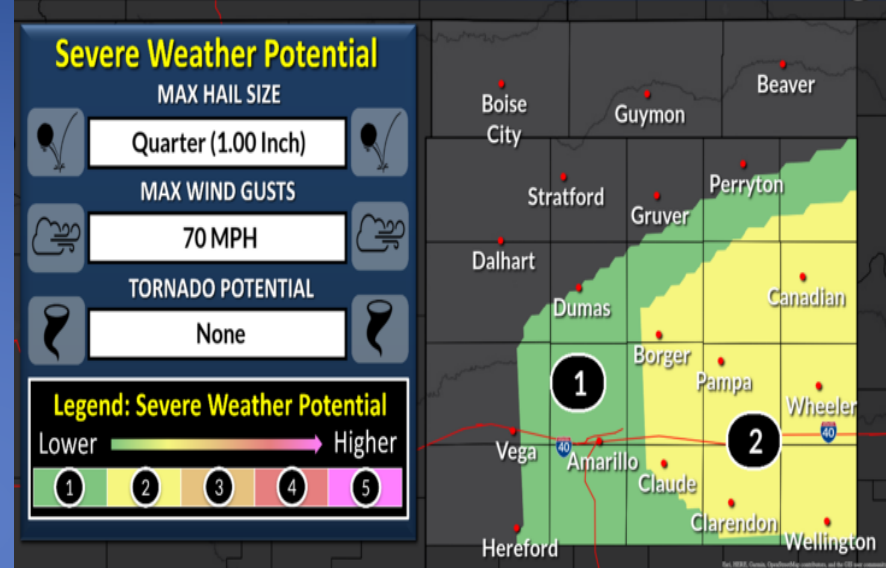 Severe Weather Potential
MAX HAIL SIZE
Quarter (1.00 Inch)
MAX WIND GUSTS
70 MPH
TORNADO POTENTIAL
None
Legend: Severe Weather Potential
Lower Higher
1 2 3 4 5
Boise
City
Guymon
Beaver
Stratford
Gruver
Perryton
Dalhart
Dumas
Canadian
Borger
1
Pampa
Wheeler
Vega
40
Amarillo
2
40
Claude
Clarendon
Hereford
Wellington